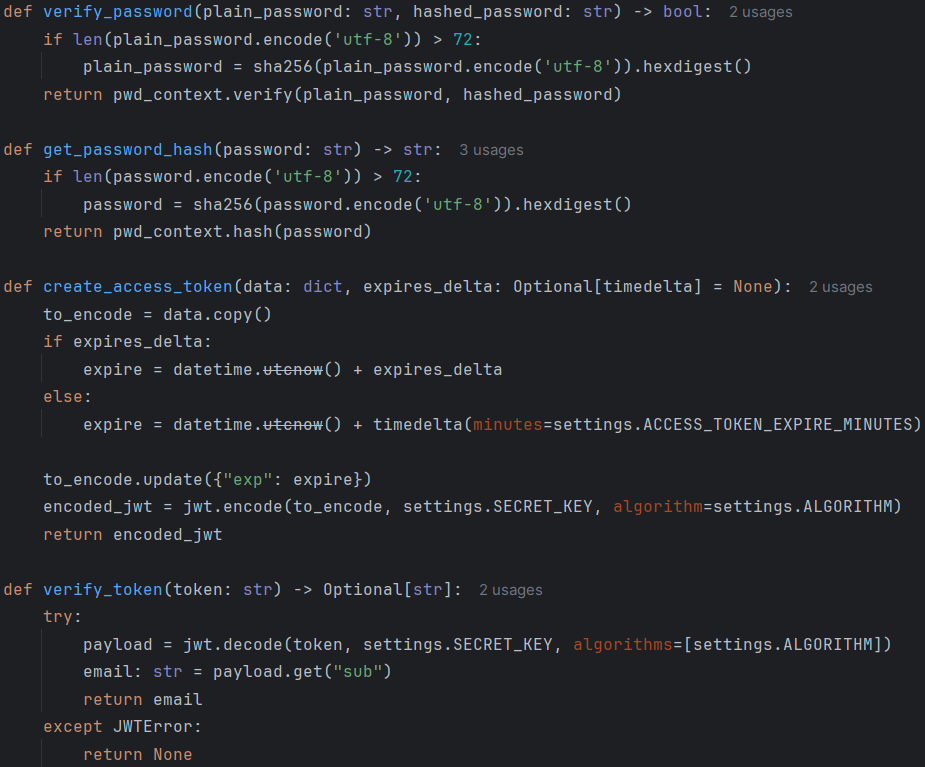 def verify_password(plain_password: str, hashed_password: str) -> bool:  2 usages
    if len(plain_password.encode('utf-8')) > 72:
        plain_password = sha256(plain_password.encode('utf-8')).hexdigest()
    return pwd_context.verify(plain_password, hashed_password)

def get_password_hash(password: str) -> str:  3 usages
    if len(password.encode('utf-8')) > 72:
        password = sha256(password.encode('utf-8')).hexdigest()
    return pwd_context.hash(password)

def create_access_token(data: dict, expires_delta: Optional[timedelta] = None):  2 usages
    to_encode = data.copy()
    if expires_delta:
        expire = datetime.utcnow() + expires_delta
    else:
        expire = datetime.utcnow() + timedelta(minutes=settings.ACCESS_TOKEN_EXPIRE_MINUTES)

    to_encode.update({"exp": expire})
    encoded_jwt = jwt.encode(to_encode, settings.SECRET_KEY, algorithm=settings.ALGORITHM)
    return encoded_jwt

def verify_token(token: str) -> Optional[str]:  2 usages
    try:
        payload = jwt.decode(token, settings.SECRET_KEY, algorithms=[settings.ALGORITHM])
        email: str = payload.get("sub")
        return email
    except JWTError:
        return None